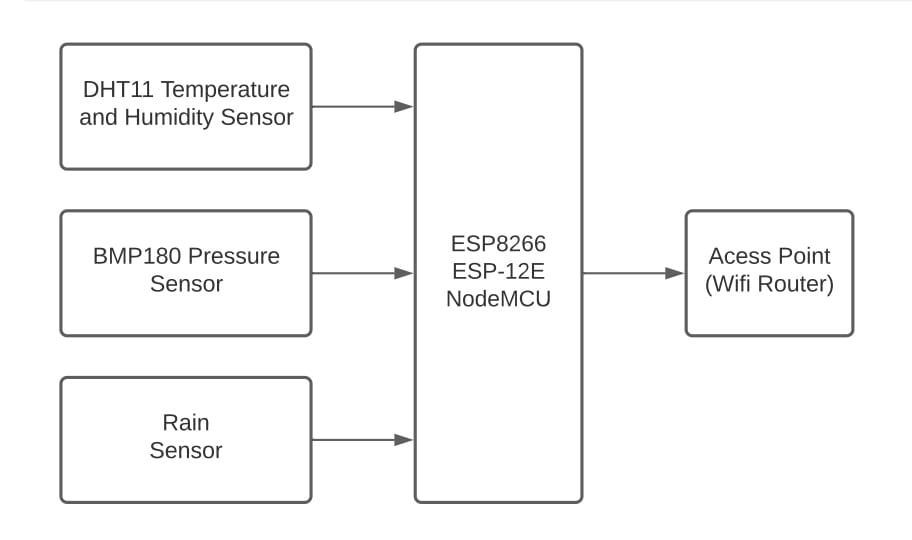 DHT11 Temperature
and Humidity Sensor
BMP180 Pressure
Sensor
Rain
Sensor
ESP8266
ESP-12E
NodeMCU
Acess Point
(Wifi Router)